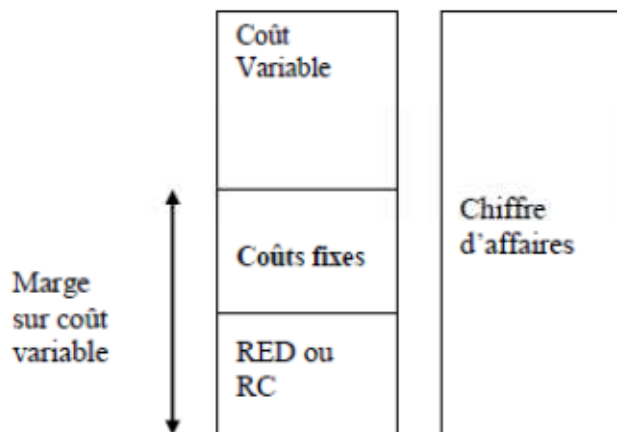 Coût
Variable
Coûts fixes
RED ou
RC
Marge
sur coût
variable
Chiffre
d'affaires